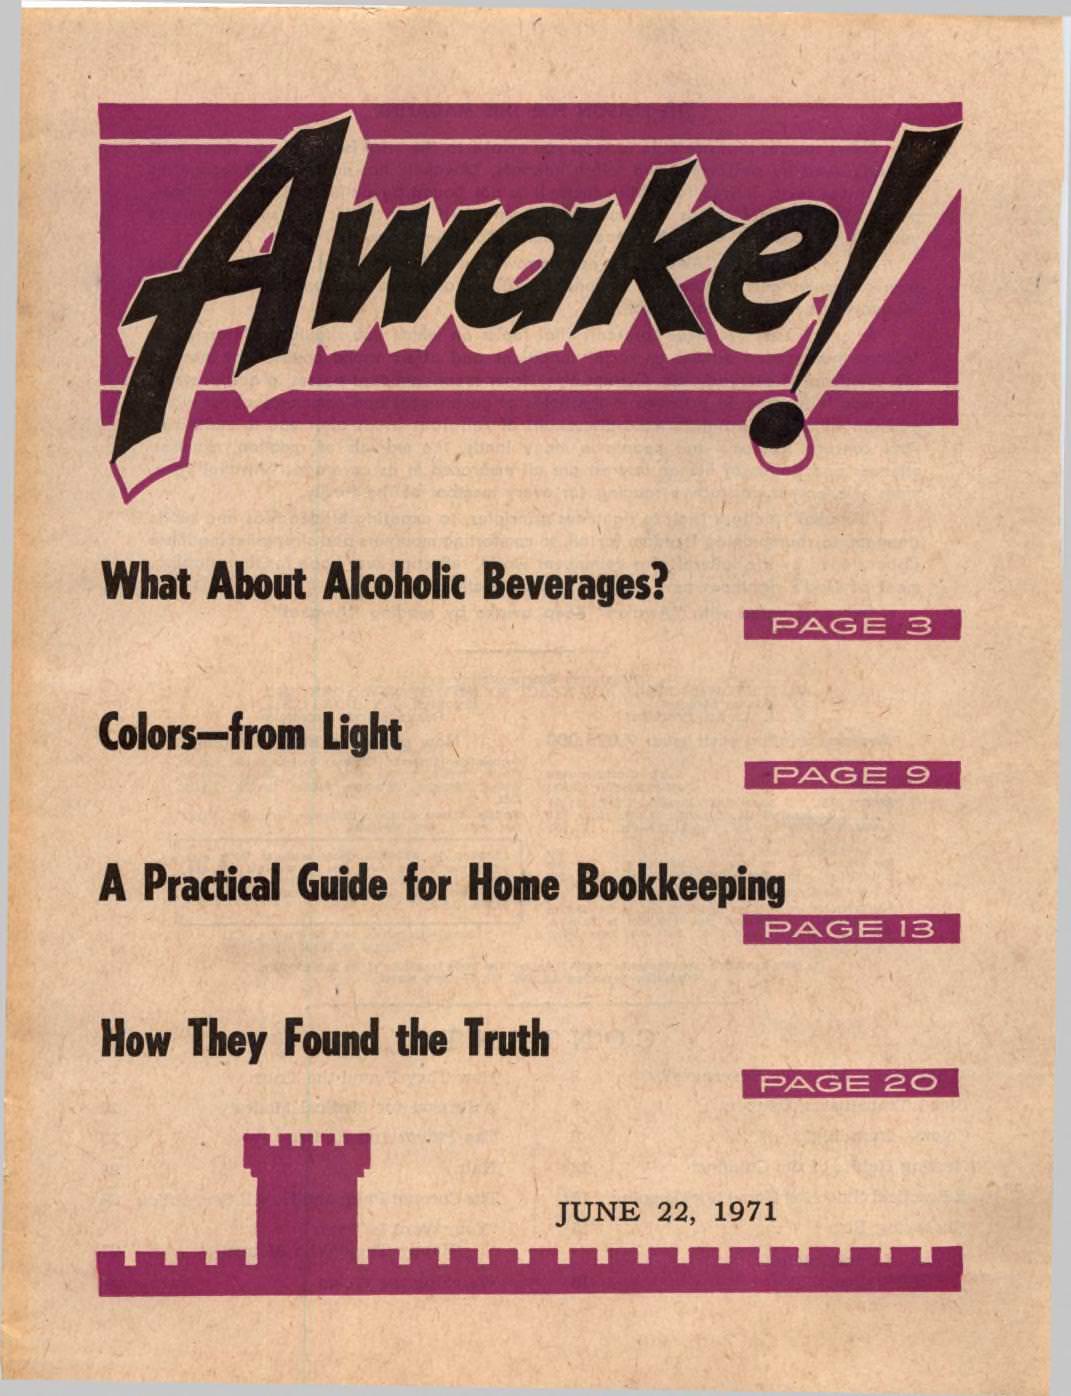 Awake!
What About Alcoholic Beverages?
PAGE 3
Colors—from Light
PAGE 9
A Practical Guide for Home Bookkeeping
PAGE 13
How They Found the Truth
PAGE 20
JUNE 22, 1971